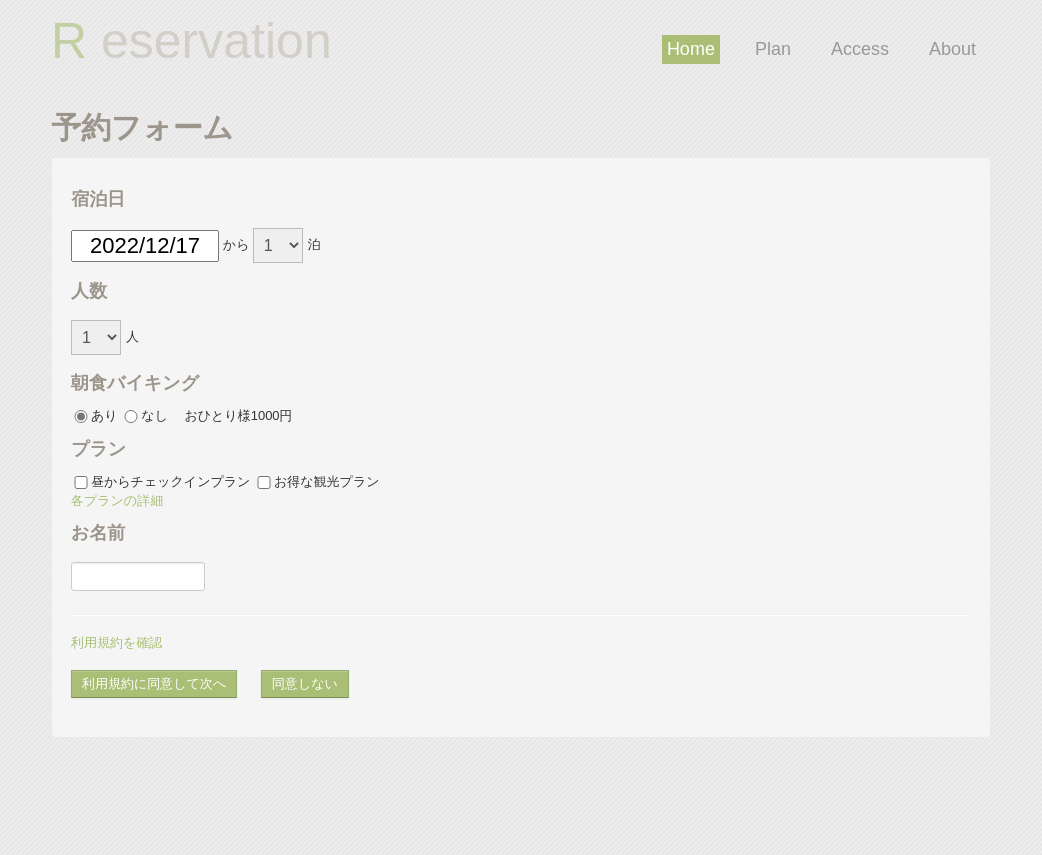 R eservation
Home Plan Access About
予約フォーム
宿泊日
2022/12/17 から 1 泊
人数
1 人
朝食バイキング
あり なし おひとり様1000円
プラン
昼からチェックインプラン お得な観光プラン
各プランの詳細
お名前
利用規約を確認
利用規約に同意して次へ 同意しない